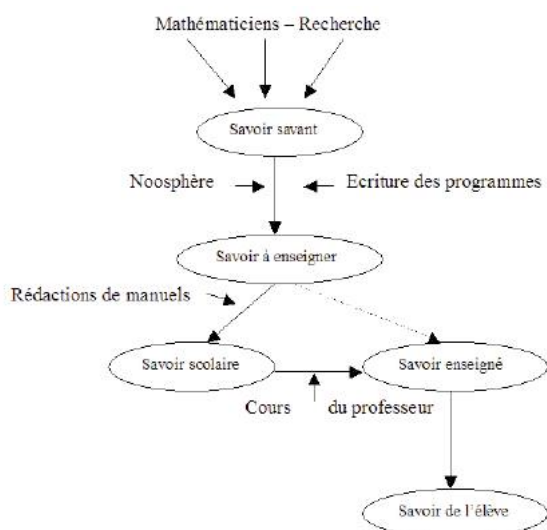 Mathématiciens – Recherche
Savoir savant
Noosphère
Ecriture des programmes
Savoir à enseigner
Rédactions de manuels
Savoir scolaire
Savoir enseigné
Cours du professeur
Savoir de l'élève